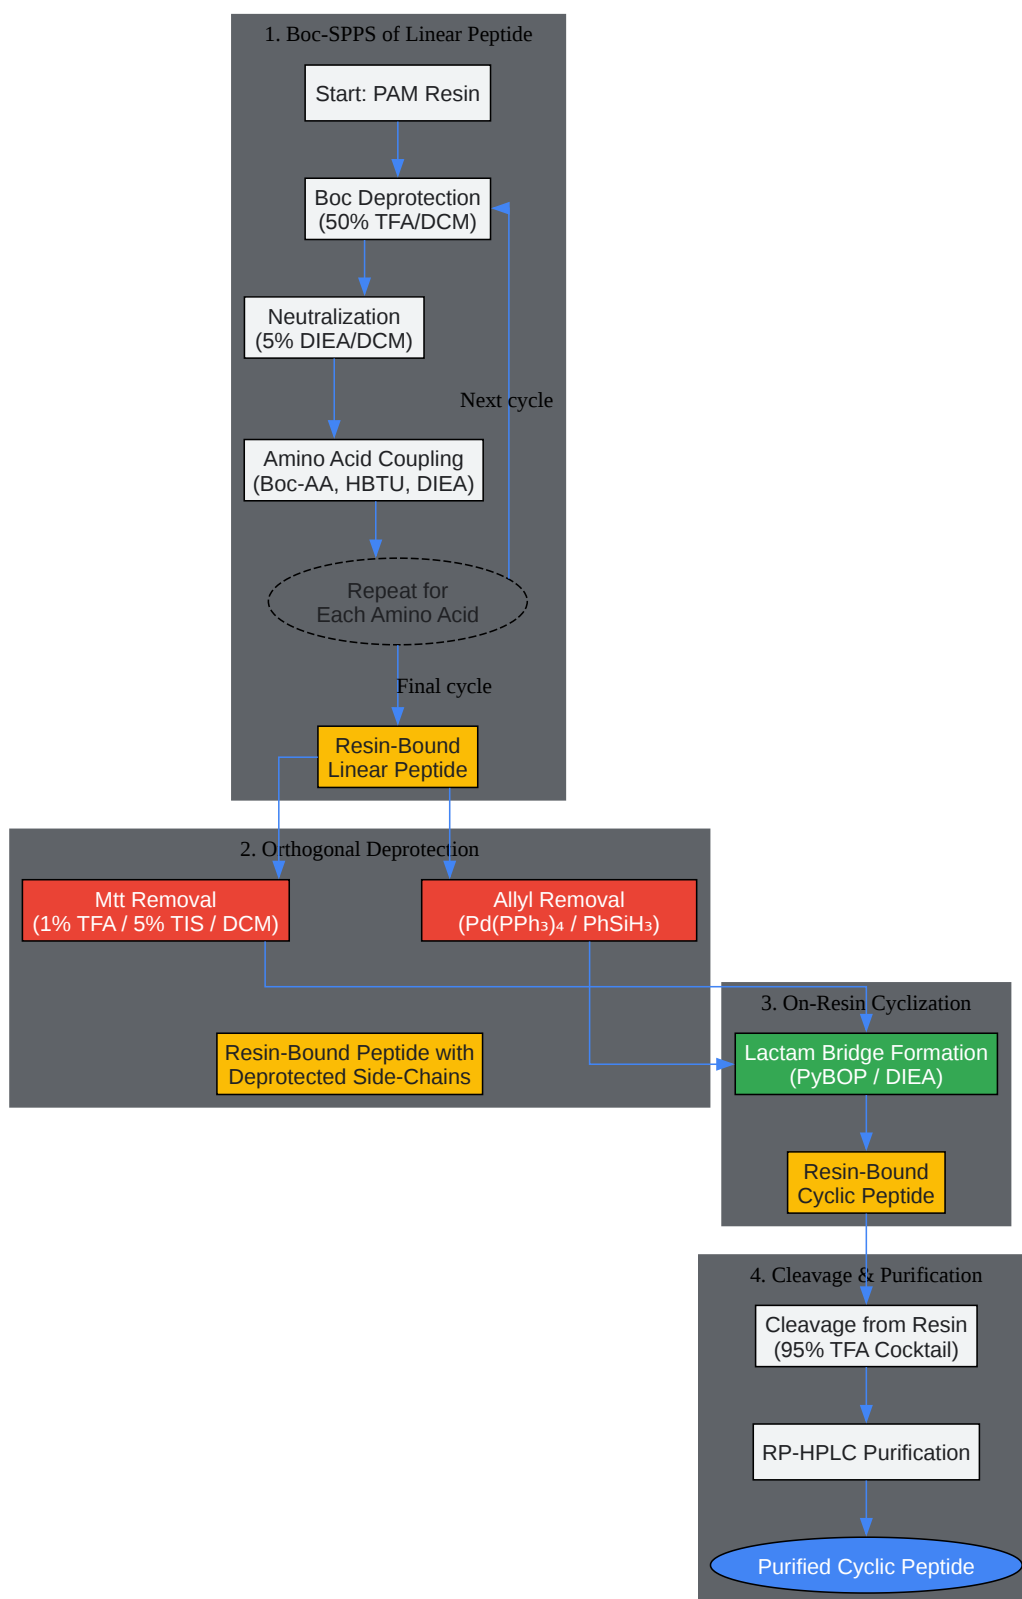 1. Boc-SPPS of Linear Peptide
Start: PAM Resin
Boc Deprotection
(50% TFA/DCM)
Neutralization
(5% DIEA/DCM)
Next cycle
Amino Acid Coupling
(Boc-AA, HBTU, DIEA)
Repeat for
Each Amino Acid
Final cycle
Resin-Bound
Linear Peptide
2. Orthogonal Deprotection
Mtt Removal
(1% TFA / 5% TIS / DCM)
Allyl Removal
(Pd(PPh₃)₄ / PhSiH₃)
Resin-Bound Peptide with
Deprotected Side-Chains
3. On-Resin Cyclization
Lactam Bridge Formation
(PyBOP / DIEA)
Resin-Bound
Cyclic Peptide
4. Cleavage & Purification
Cleavage from Resin
(95% TFA Cocktail)
RP-HPLC Purification
Purified Cyclic Peptide